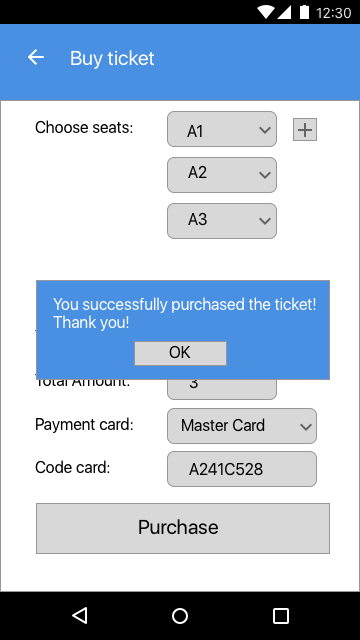 12:30
Buy ticket
Choose seats: A1
A2
A3
You successfully purchased the ticket!
Thank you!
OK
Total Amount: 3
Payment card: Master Card
Code card: A241C528
Purchase